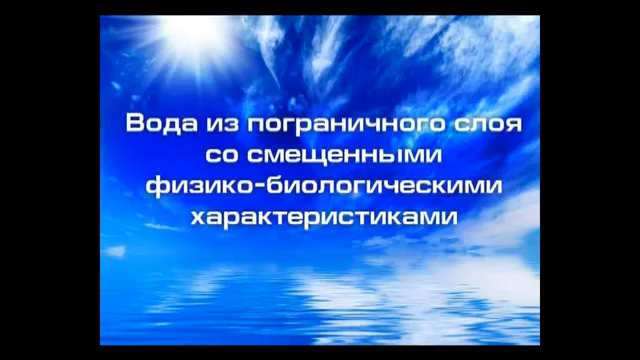 Вода из пограничного слоя
со смещенными
физико-биологическими
характеристиками